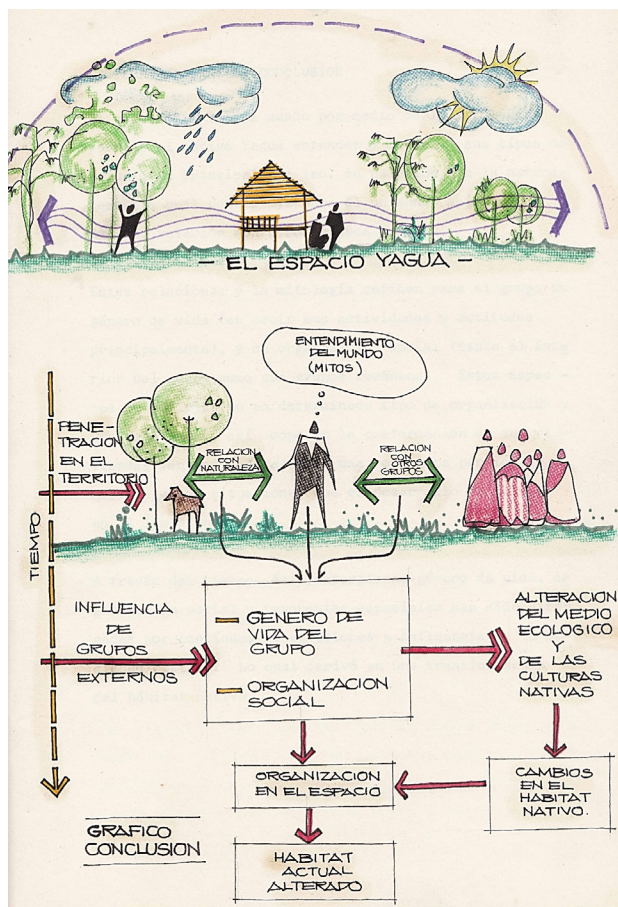 - EL ESPACIO YAGUA -
ENTENDIMIENTO
DEL MUNDO
(MITOS)
PENE-
TRACION
EN EL
TERRITORIO
RELACION
CON
NATURALEZA
RELACION
CON
OTROS
GRUPOS
TIEMPO
INFLUENCIA
DE
GRUPOS
EXTERNOS
GENERO DE
VIDA DEL
GRUPO
ORGANIZACION
SOCIAL
ALTERACION
DEL MEDIO
ECOLOGICO
Y
DE LAS
CULTURAS
NATIVAS
ORGANIZACION
EN EL ESPACIO
CAMBIOS
EN EL
HABITAT
NATIVO.
GRAFICO
CONCLUSION
HABITAT
ACTUAL
ALTERADO